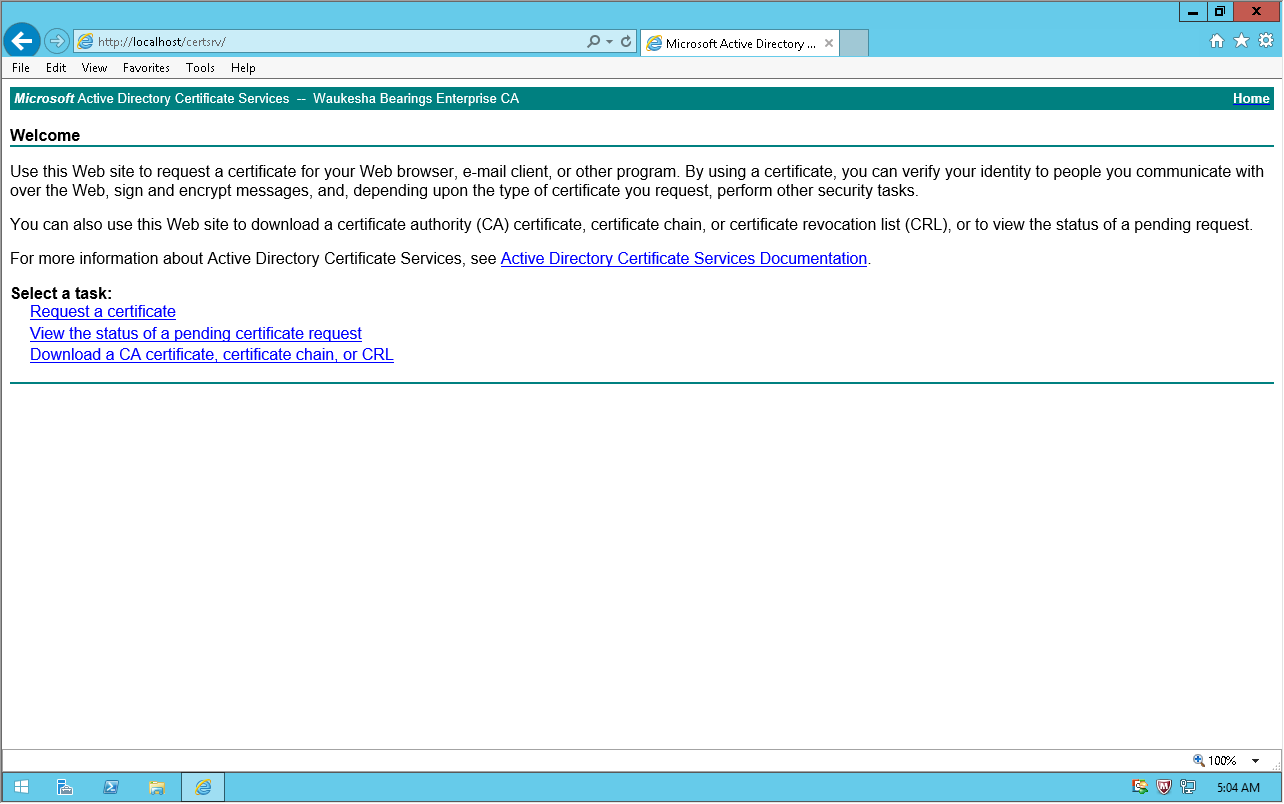 http://localhost/certsrv/
Microsoft Active Directory ...
File Edit View Favorites Tools Help
Microsoft Active Directory Certificate Services -- Waukesha Bearings Enterprise CA Home
Welcome
Use this Web site to request a certificate for your Web browser, e-mail client, or other program. By using a certificate, you can verify your identity to people you communicate with
over the Web, sign and encrypt messages, and, depending upon the type of certificate you request, perform other security tasks.
You can also use this Web site to download a certificate authority (CA) certificate, certificate chain, or certificate revocation list (CRL), or to view the status of a pending request.
For more information about Active Directory Certificate Services, see Active Directory Certificate Services Documentation.
Select a task:
Request a certificate
View the status of a pending certificate request
Download a CA certificate, certificate chain, or CRL
100%
5:04 AM